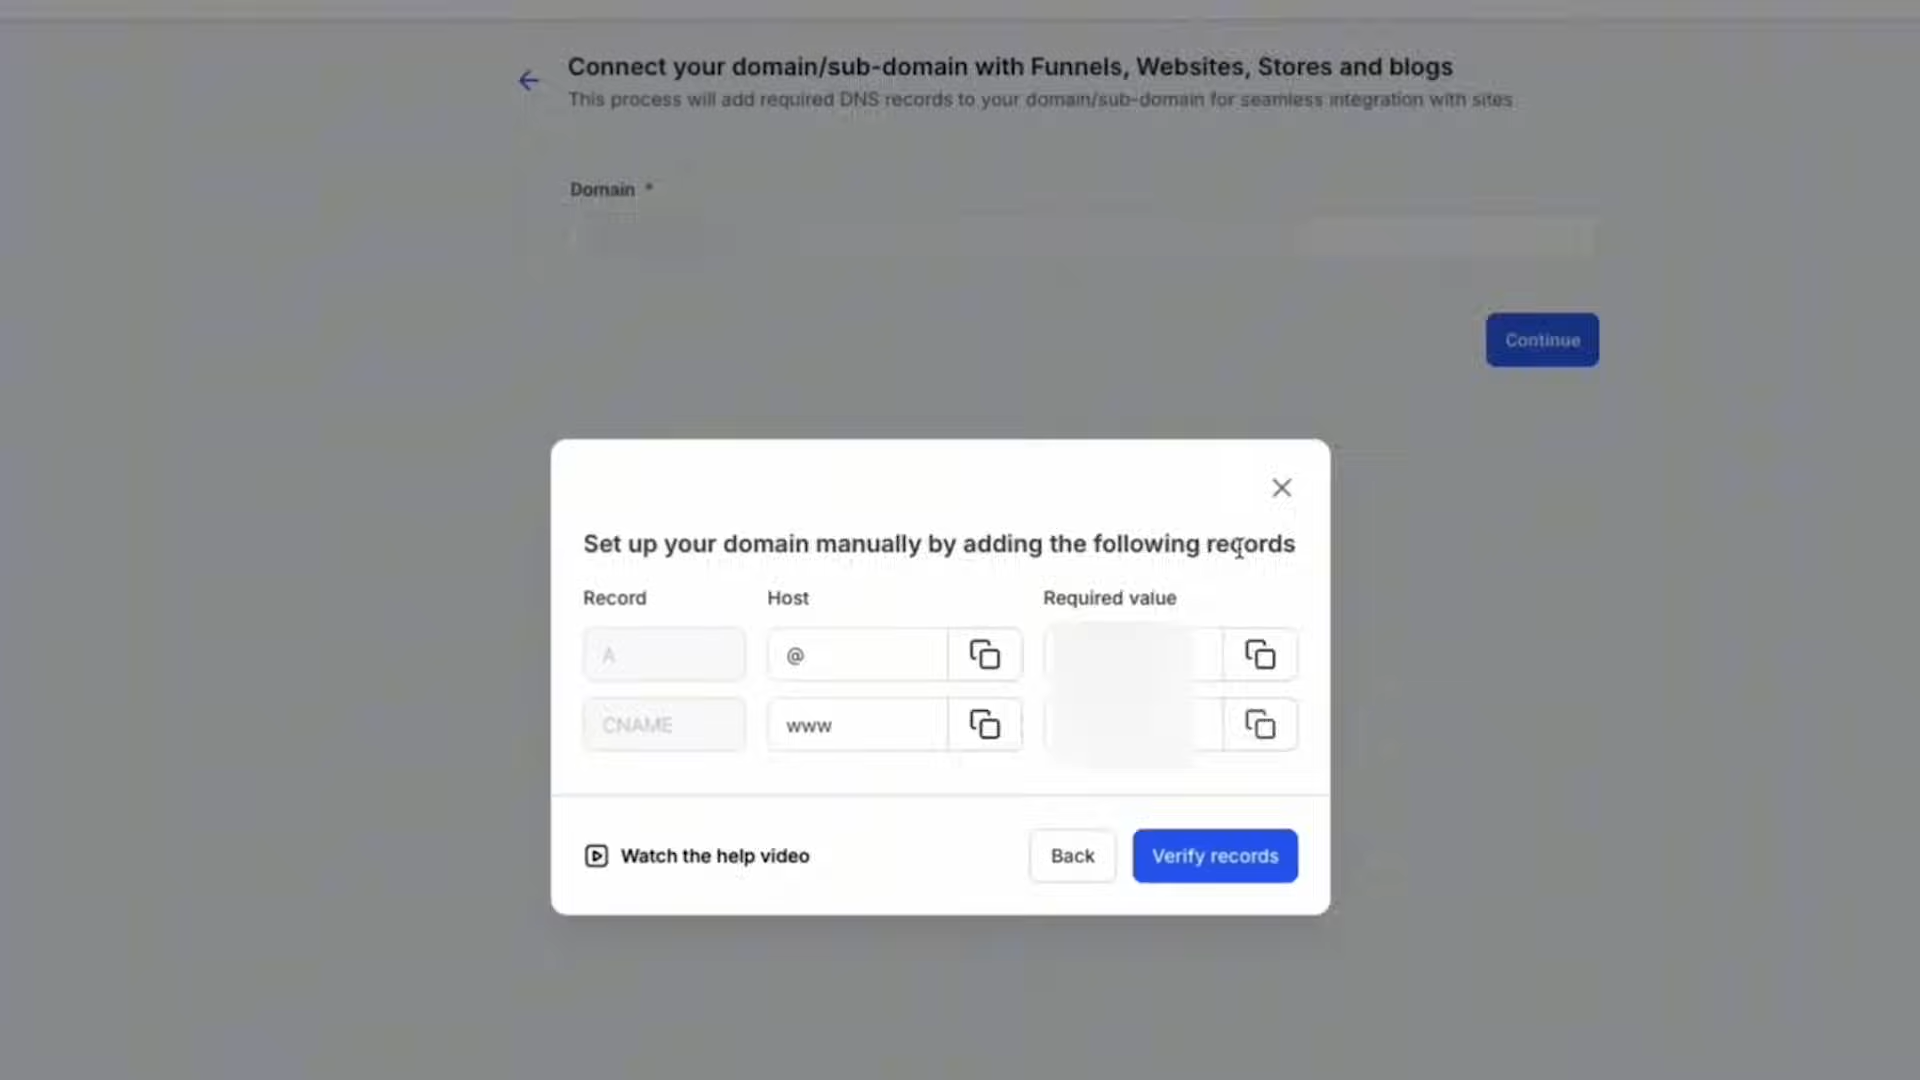 Connect your domain/sub-domain with Funnels, Websites, Stores and blogs
This process will add required DNS records to your domain/sub-domain for seamless integration with sites
Domain *
Continue
Set up your domain manually by adding the following records
Record Host Required value
A @
CNAME www
Watch the help video Back Verify records